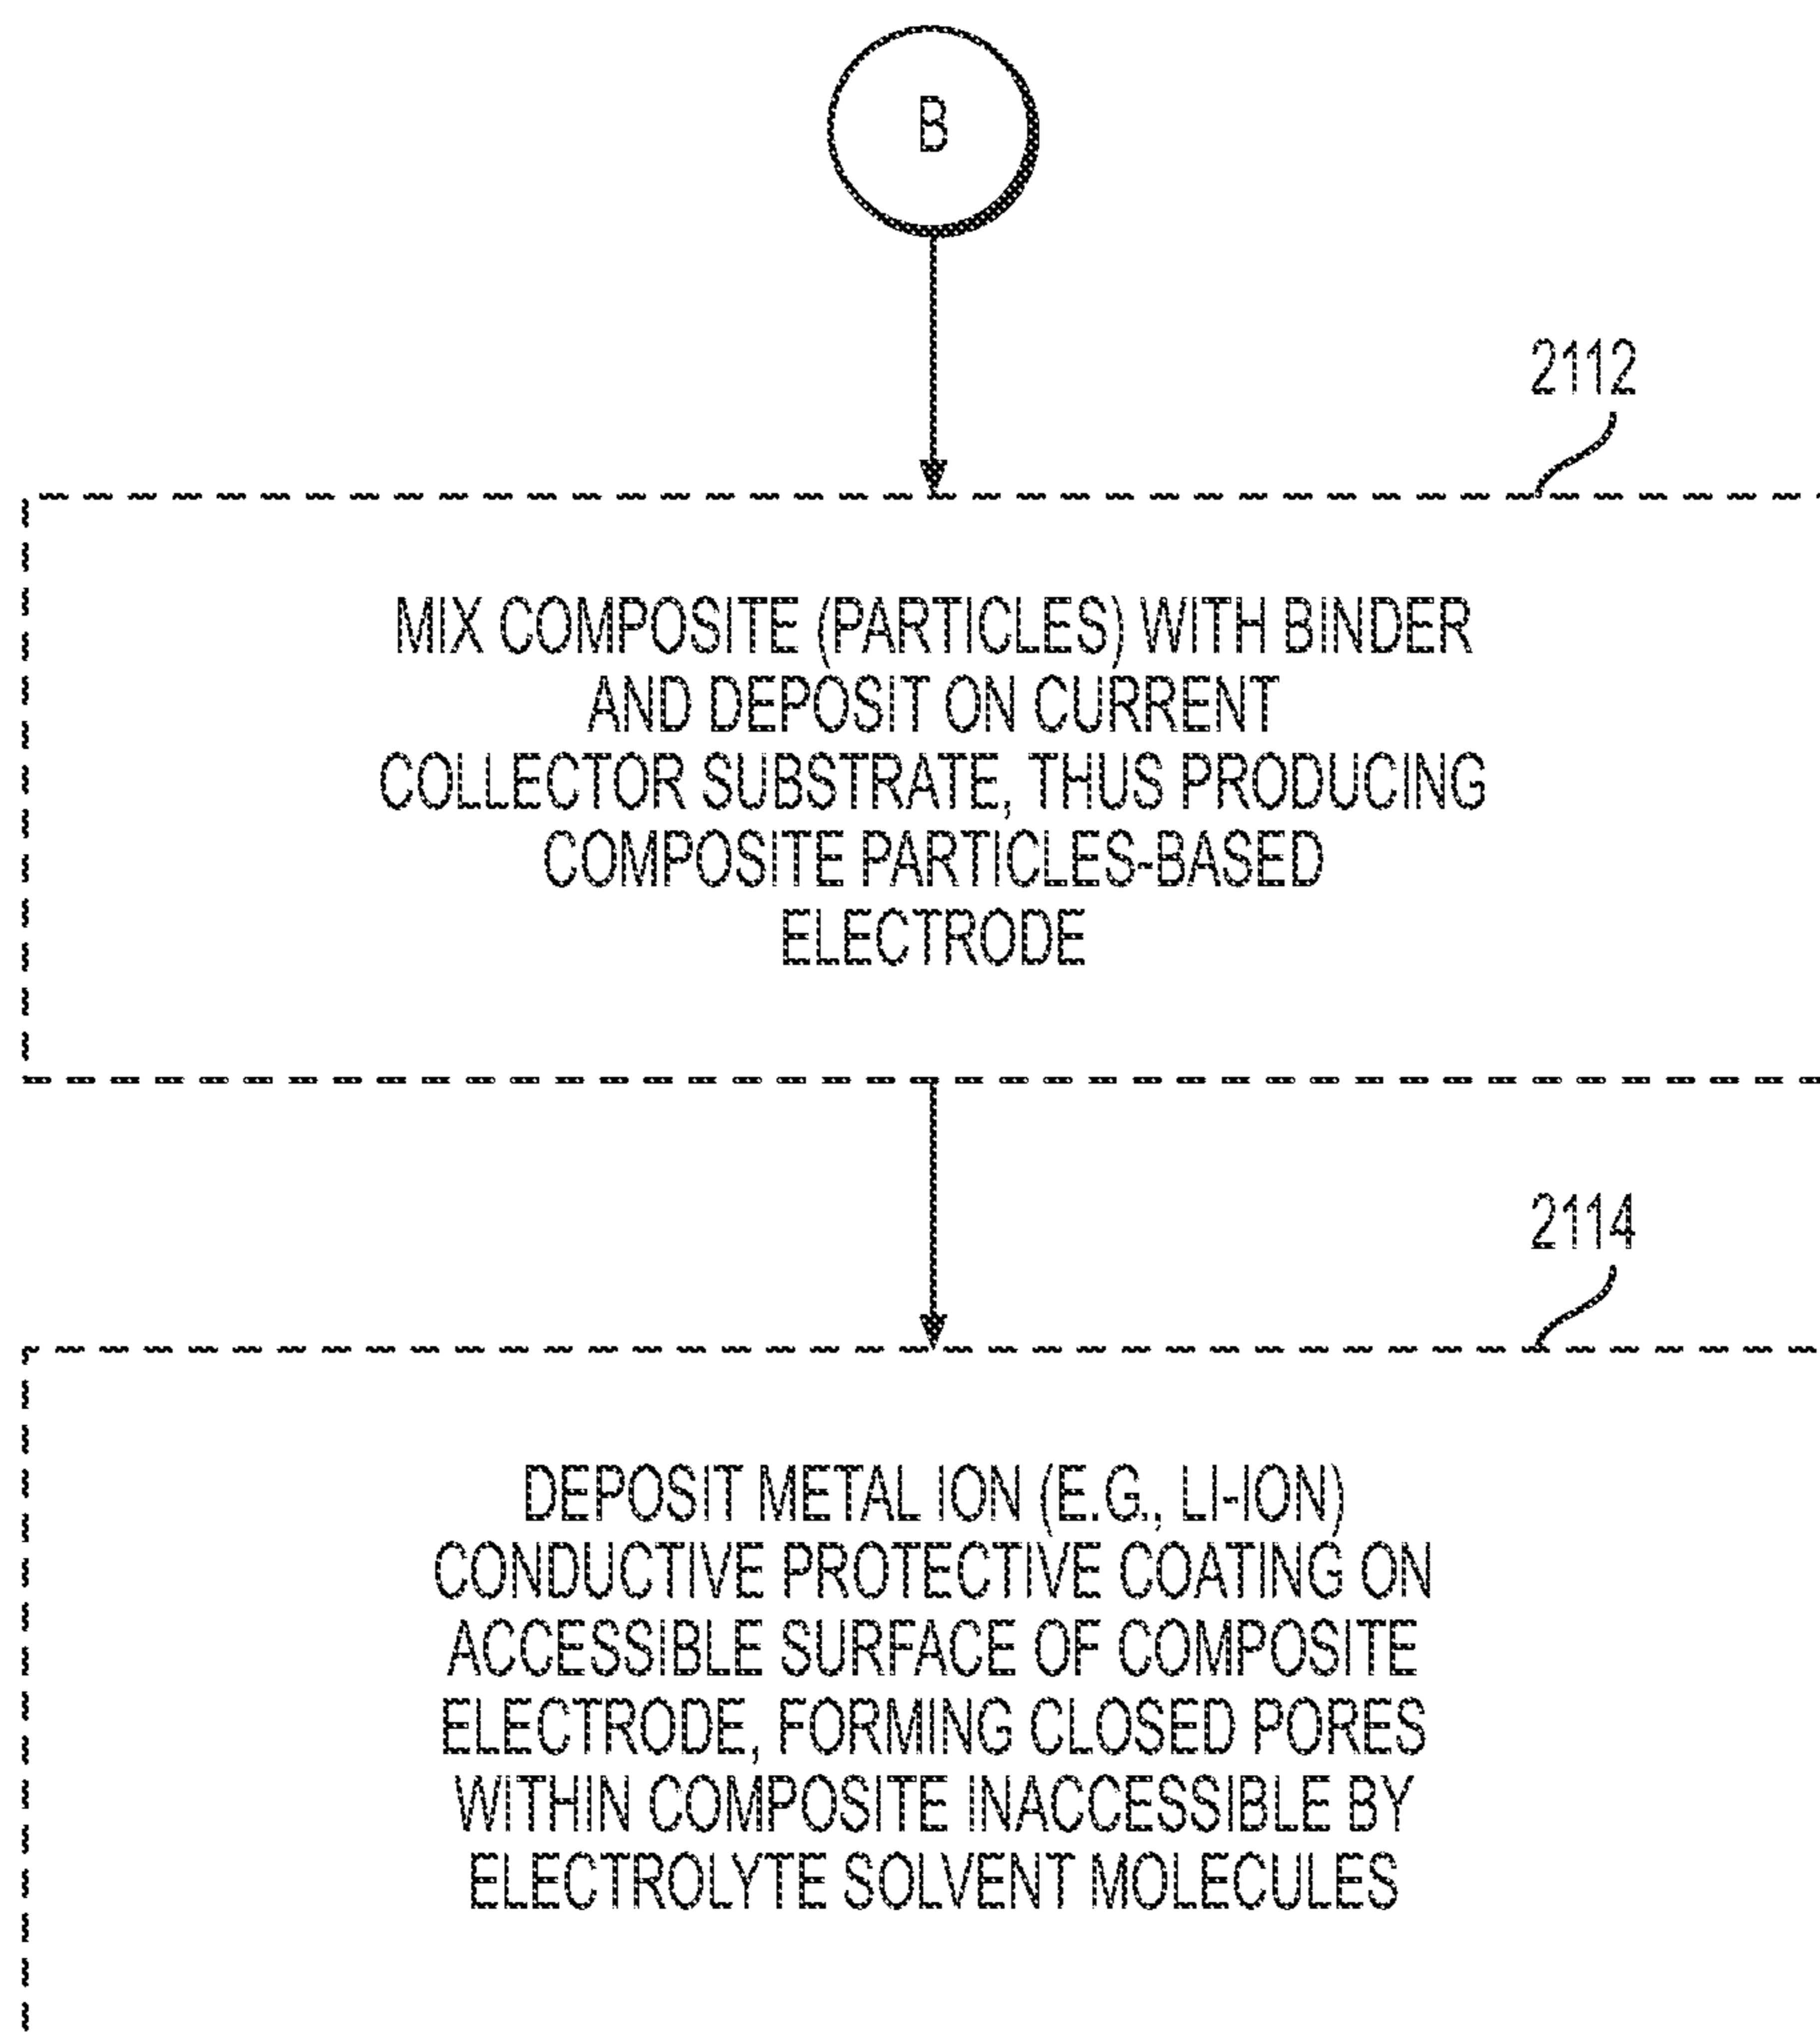 B
2112
MIX COMPOSITE (PARTICLES) WITH BINDER
AND DEPOSIT ON CURRENT
COLLECTOR SUBSTRATE, THUS PRODUCING
COMPOSITE PARTICLES-BASED
ELECTRODE
2114
DEPOSIT METAL ION (E.G., LI-ION)
CONDUCTIVE PROTECTIVE COATING ON
ACCESSIBLE SURFACE OF COMPOSITE
ELECTRODE, FORMING CLOSED PORES
WITHIN COMPOSITE INACCESSIBLE BY
ELECTROLYTE SOLVENT MOLECULES